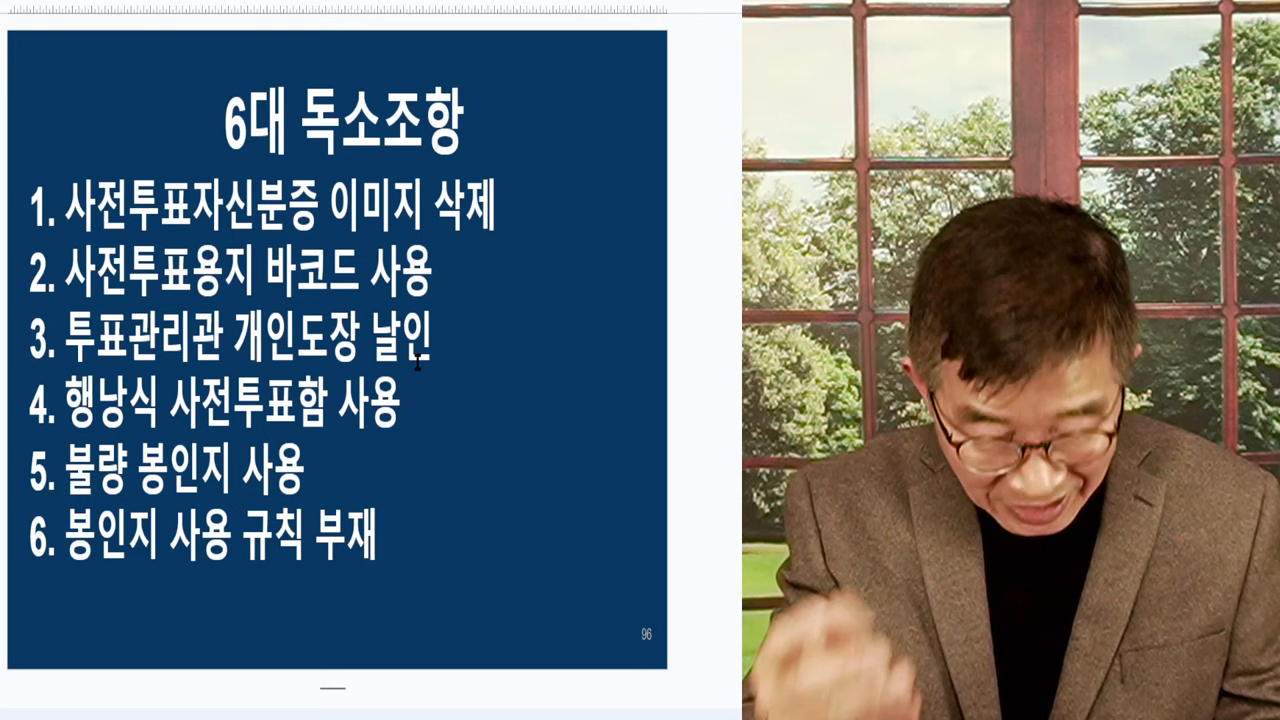 6대 독소조항
1. 사전투표자신분증 이미지 삭제
2. 사전투표용지 바코드 사용
3. 투표관리관 개인도장 날인
4. 행낭식 사전투표함 사용
5. 불량 봉인지 사용
6. 봉인지 사용 규칙 부재
96